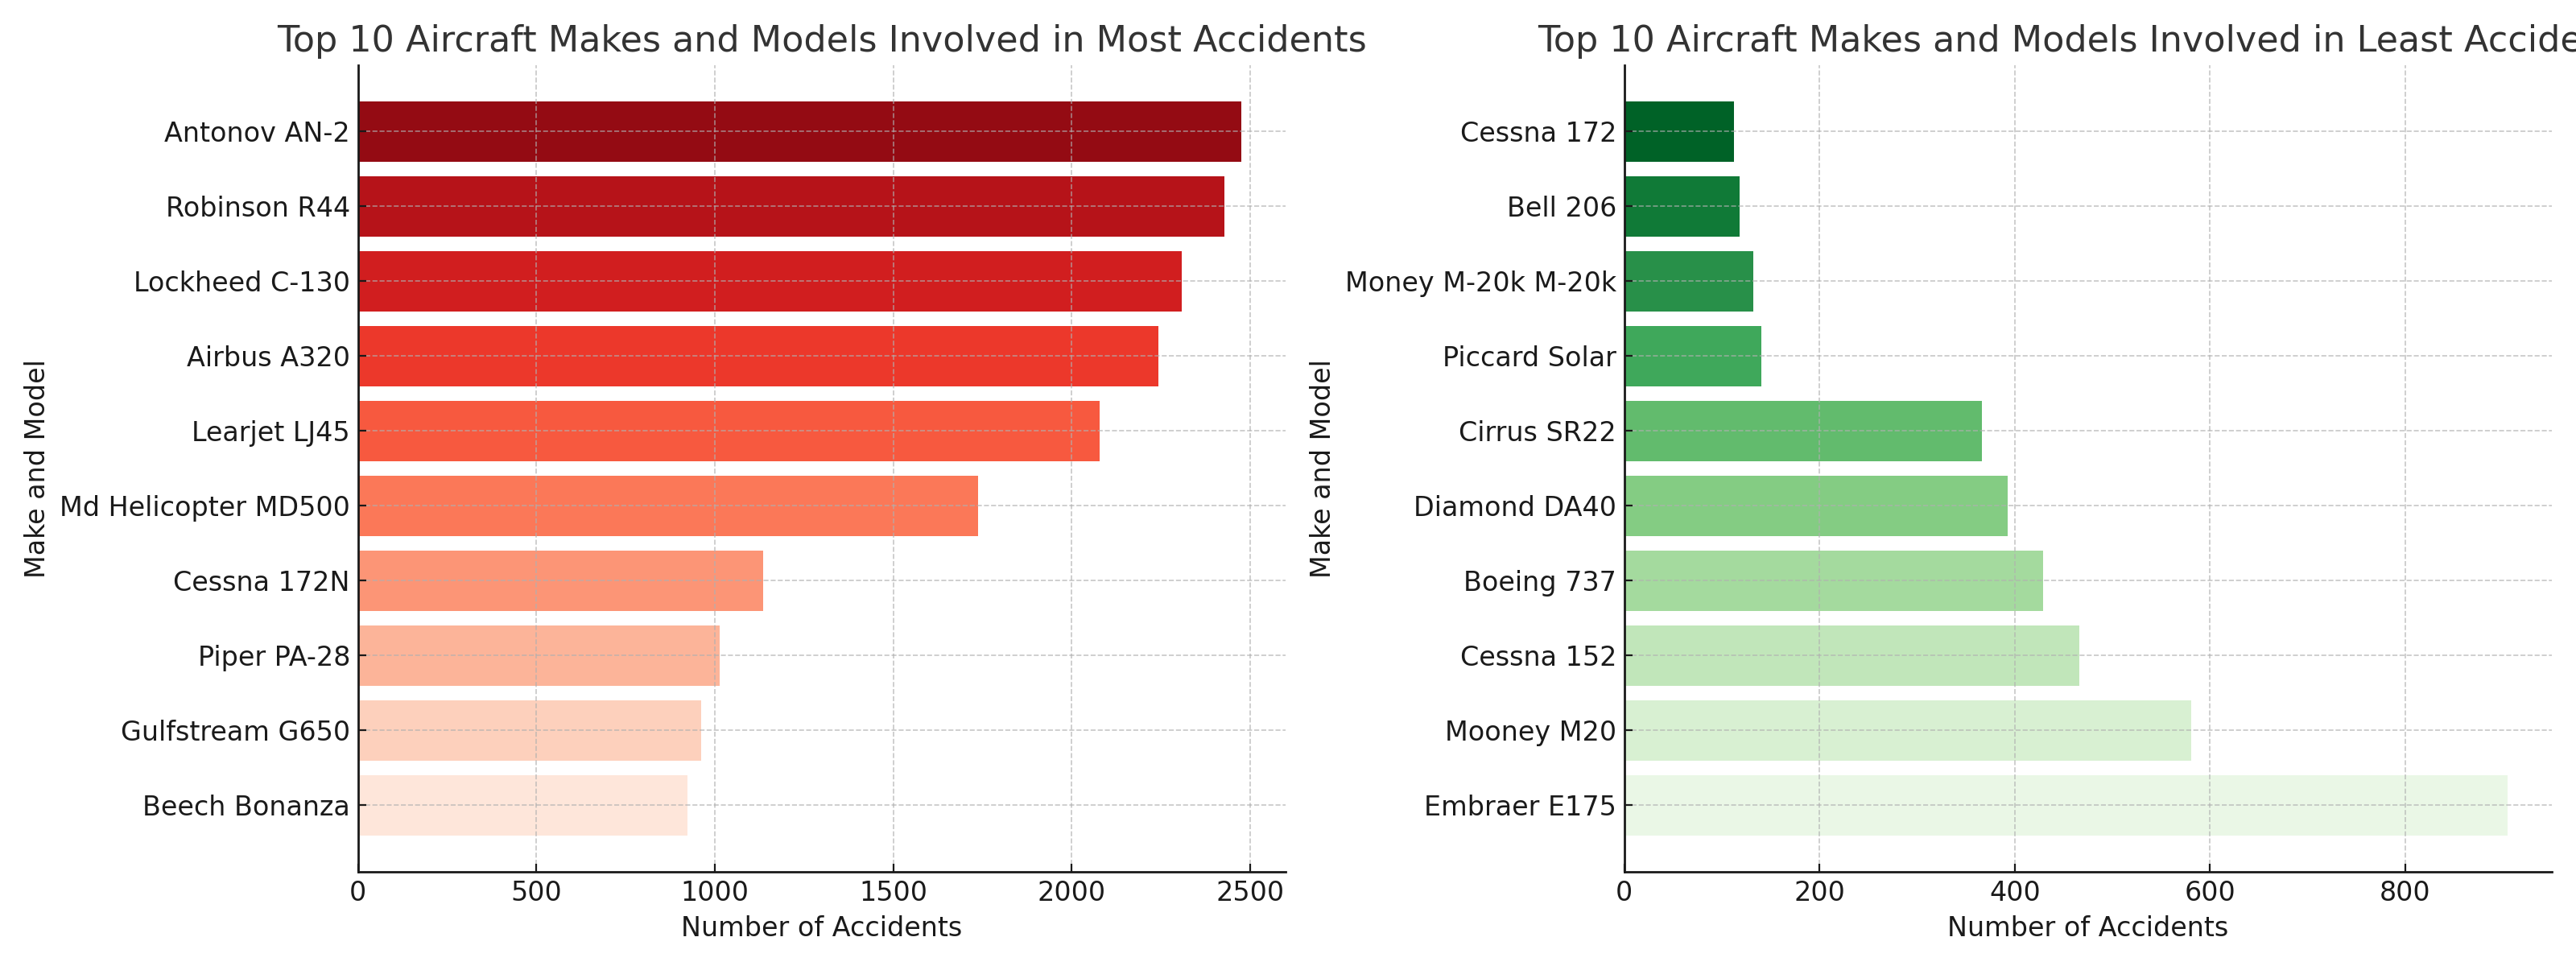 Top 10 Aircraft Makes and Models Involved in Most Accidents
Make and Model
Antonov AN-2
Robinson R44
Lockheed C-130
Airbus A320
Learjet LJ45
Md Helicopter MD500
Cessna 172N
Piper PA-28
Gulfstream G650
Beech Bonanza
0 500 1000 1500 2000 2500
Number of Accidents
Top 10 Aircraft Makes and Models Involved in Least Accide
Make and Model
Cessna 172
Bell 206
Money M-20k M-20k
Piccard Solar
Cirrus SR22
Diamond DA40
Boeing 737
Cessna 152
Mooney M20
Embraer E175
0 200 400 600 800
Number of Accidents